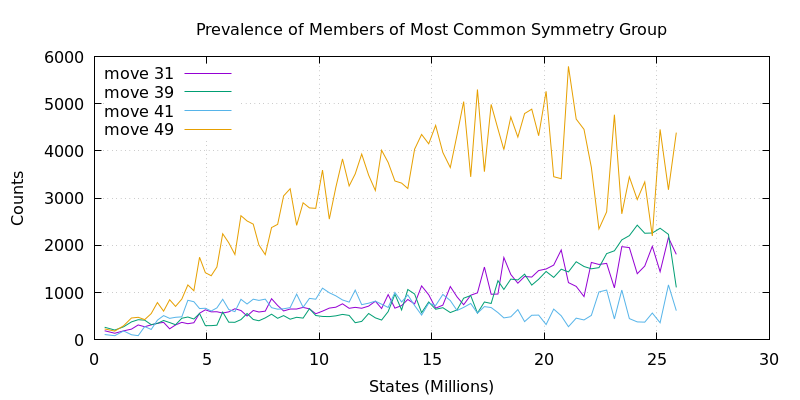 Prevalence of Members of Most Common Symmetry Group
6000
5000
4000
3000
2000
1000
0
Counts
move 31
move 39
move 41
move 49
0 5 10 15 20 25 30
States (Millions)